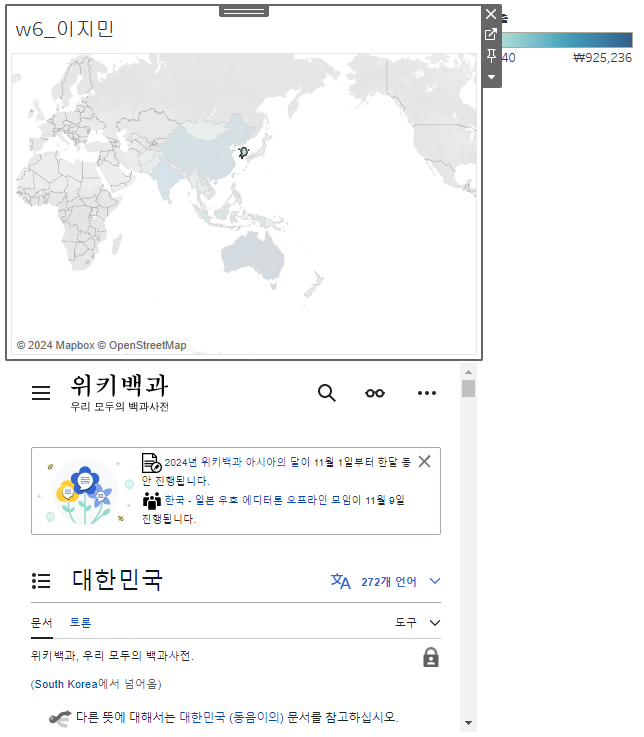 w6_이지민
40
₩925,236
© 2024 Mapbox © OpenStreetMap
위키백과
우리 모두의 백과사전
2024년 위키백과 아시아의 달이 11월 1일부터 한달 동
안 진행됩니다.
한국 - 일본 우호 에디터톤 오프라인 모임이 11월 9일
진행됩니다.
대한민국
272개 언어
문서 토론 도구
위키백과, 우리 모두의 백과사전.
(South Korea에서 넘어옴)
다른 뜻에 대해서는 대한민국 (동음이의) 문서를 참고하십시오.